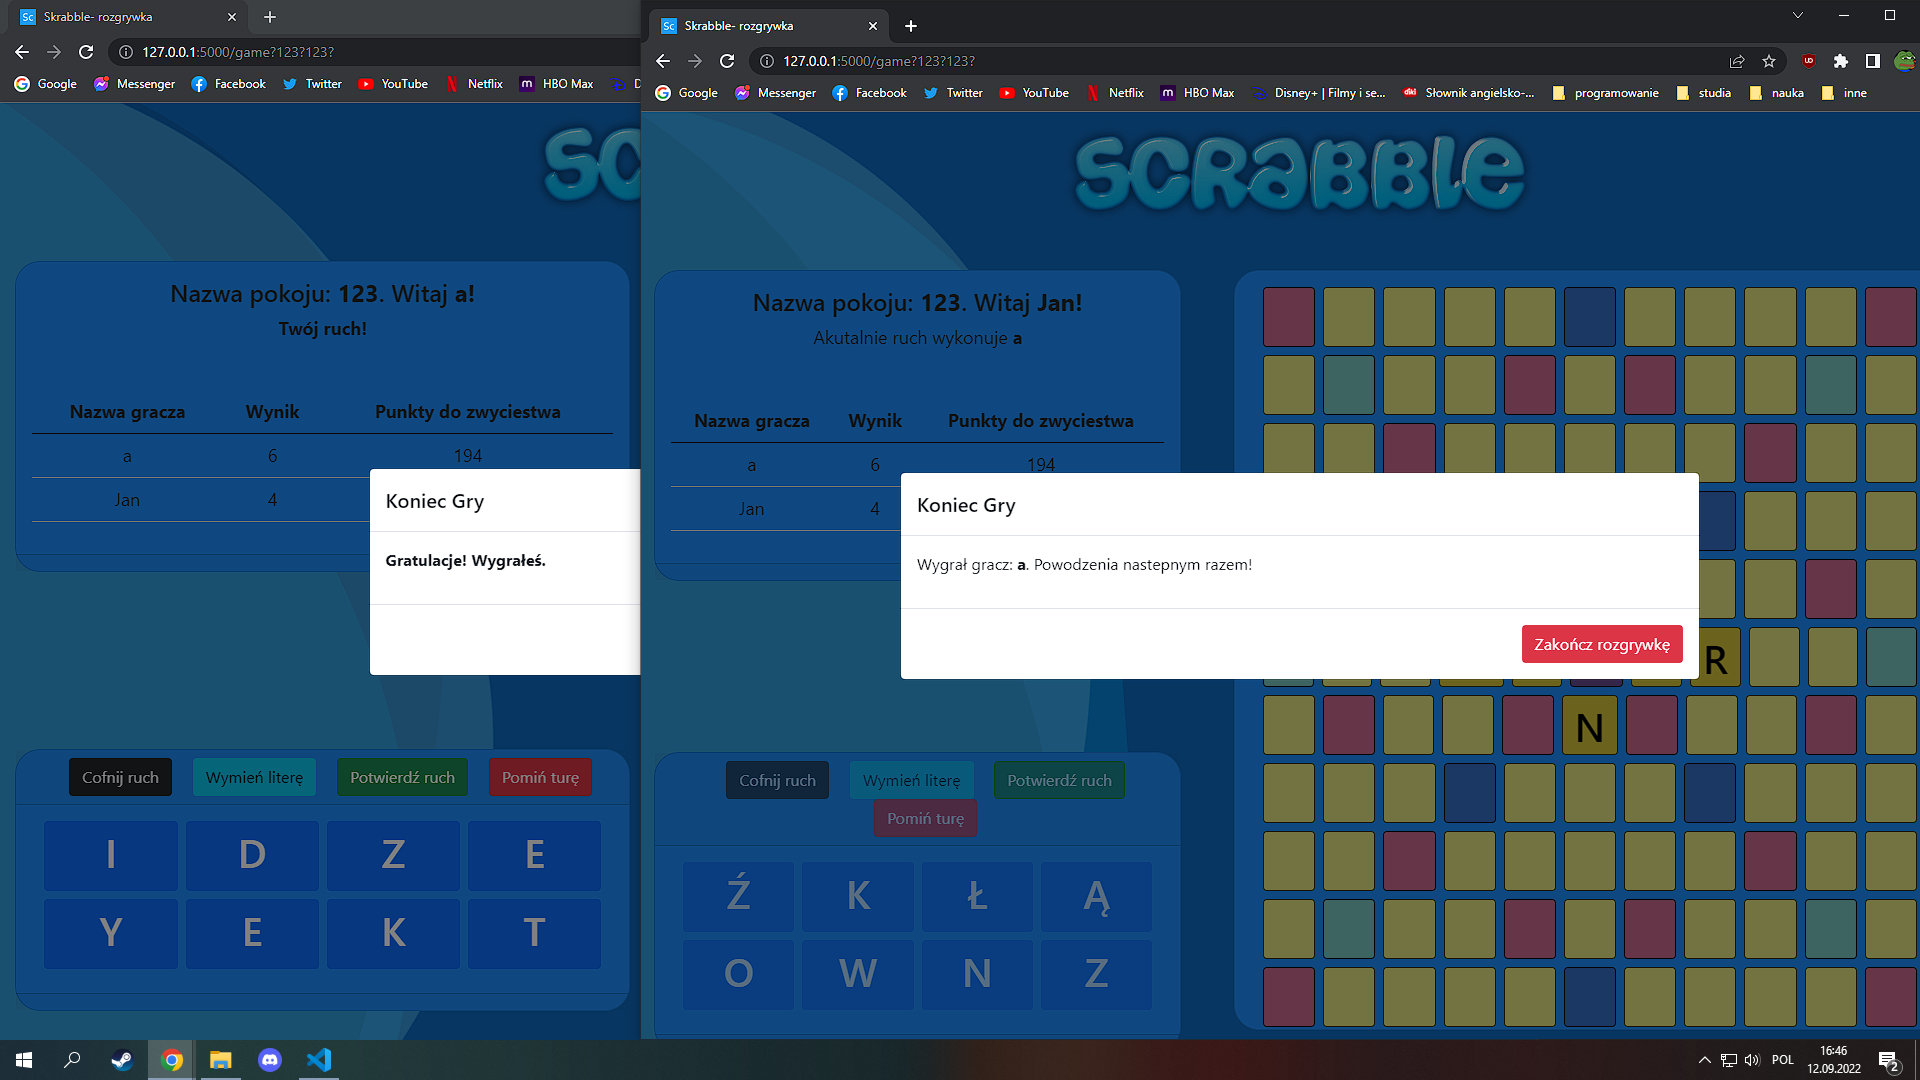 Skrabble- rozgrywka
127.0.0.1:5000/game?123?123?
Google Messenger Facebook Twitter YouTube Netflix HBO Max D
SC
Nazwa pokoju: 123. Witaj a!
Twój ruch!
Nazwa gracza Wynik Punkty do zwyciestwa
a 6 194
Jan 4
Koniec Gry
Gratulacje! Wygrałeś.
Cofnij ruch Wymień literę Potwierdź ruch Pomiń turę
I D Z E
Y E K T
Skrabble- rozgrywka
127.0.0.1:5000/game?123?123?
Google Messenger Facebook Twitter YouTube Netflix HBO Max Disney+ | Filmy i se... Słownik angielsko-... programowanie studia nauka inne
SCRABBLE
Nazwa pokoju: 123. Witaj Jan!
Akutalnie ruch wykonuje a
Nazwa gracza Wynik Punkty do zwyciestwa
a 6 194
Jan 4
Koniec Gry
Wygrał gracz: a. Powodzenia nastepnym razem!
Zakończ rozgrywkę
R
N
Cofnij ruch Wymień literę Potwierdź ruch
Pomiń turę
Ź K Ł Ą
O W N Z
POL
16:46
12.09.2022
2